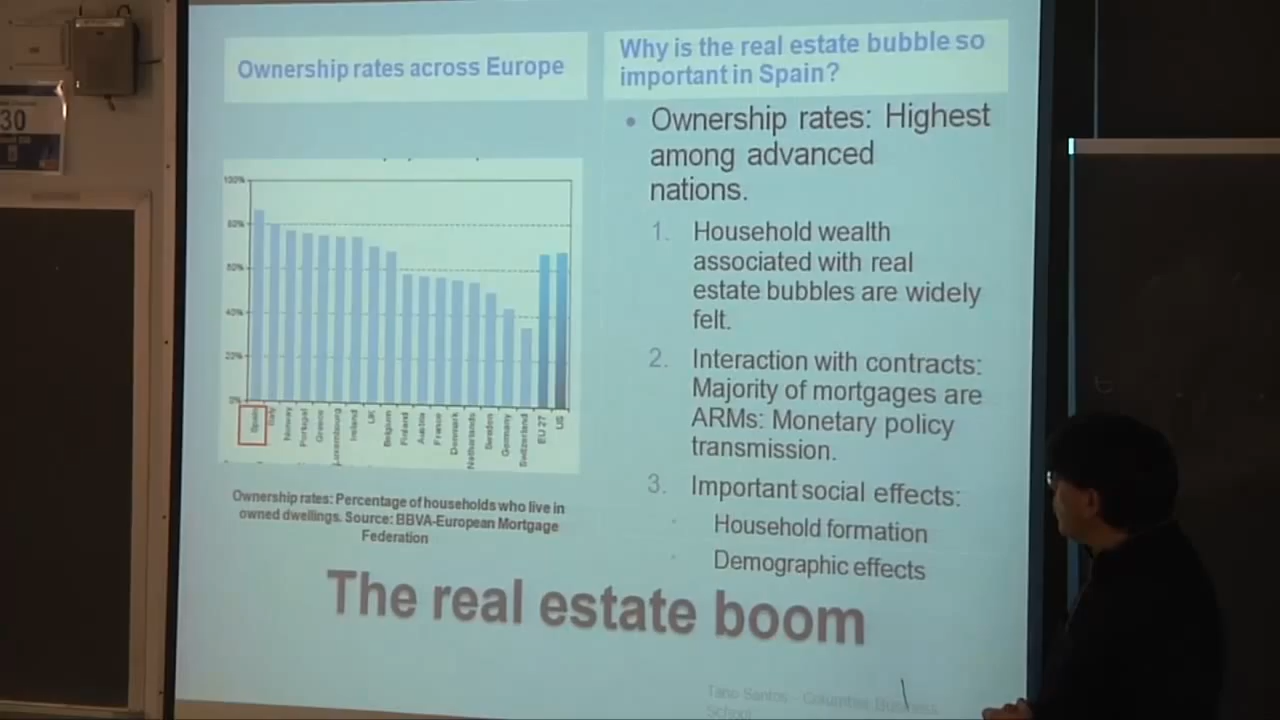 30
Ownership rates across Europe
100%
80%
60%
40%
20%
0%
Spain
Italy
Norway
Portugal
Greece
Luxembourg
Ireland
UK
Belgium
Finland
Austria
France
Denmark
Netherlands
Sweden
Germany
Switzerland
EU 27
US
Ownership rates: Percentage of households who live in
owned dwellings. Source: BBVA-European Mortgage
Federation
Why is the real estate bubble so
important in Spain?
• Ownership rates: Highest
among advanced
nations.
1. Household wealth
associated with real
estate bubbles are widely
felt.
2. Interaction with contracts:
Majority of mortgages are
ARMs: Monetary policy
transmission.
3. Important social effects:
Household formation
Demographic effects
The real estate boom
Tano Santos - Columbia Business
School